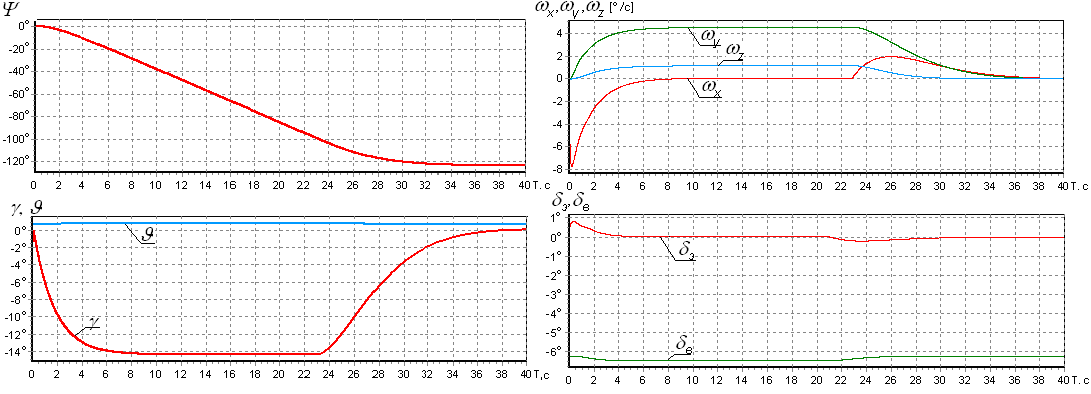 Ψ
0°
-20°
-40°
-60°
-80°
-100°
-120°
0 2 4 6 8 10 12 14 16 18 20 22 24 26 28 30 32 34 36 38 40 T. c
ωx, ωy, ωz [°/c]
4
2
0
-2
-4
-6
-8
ωy
ωz
ωx
0 2 4 6 8 10 12 14 16 18 20 22 24 26 28 30 32 34 36 38 40 T. c
γ, ϑ
0°
-2°
-4°
-6°
-8°
-10°
-12°
-14°
ϑ
γ
0 2 4 6 8 10 12 14 16 18 20 22 24 26 28 30 32 34 36 38 40 T,c
δэ, δв
1°
0°
-1°
-2°
-3°
-4°
-5°
-6°
δэ
δв
0 2 4 6 8 10 12 14 16 18 20 22 24 26 28 30 32 34 36 38 40 T. c